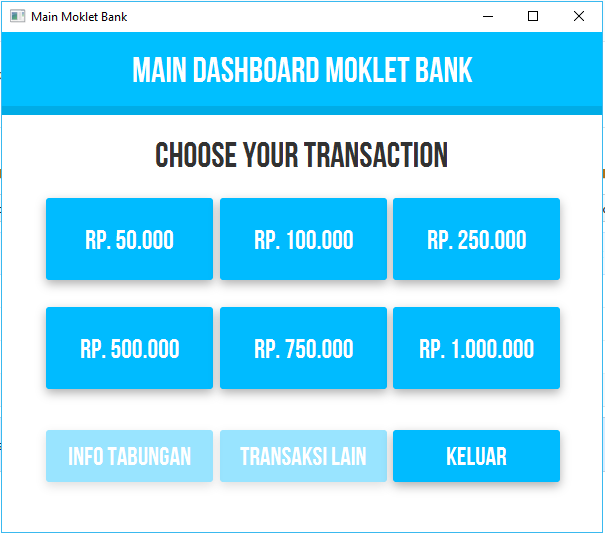 Main Moklet Bank
MAIN DASHBOARD MOKLET BANK
CHOOSE YOUR TRANSACTION
RP. 50.000
RP. 100.000
RP. 250.000
RP. 500.000
RP. 750.000
RP. 1.000.000
INFO TABUNGAN
TRANSAKSI LAIN
KELUAR